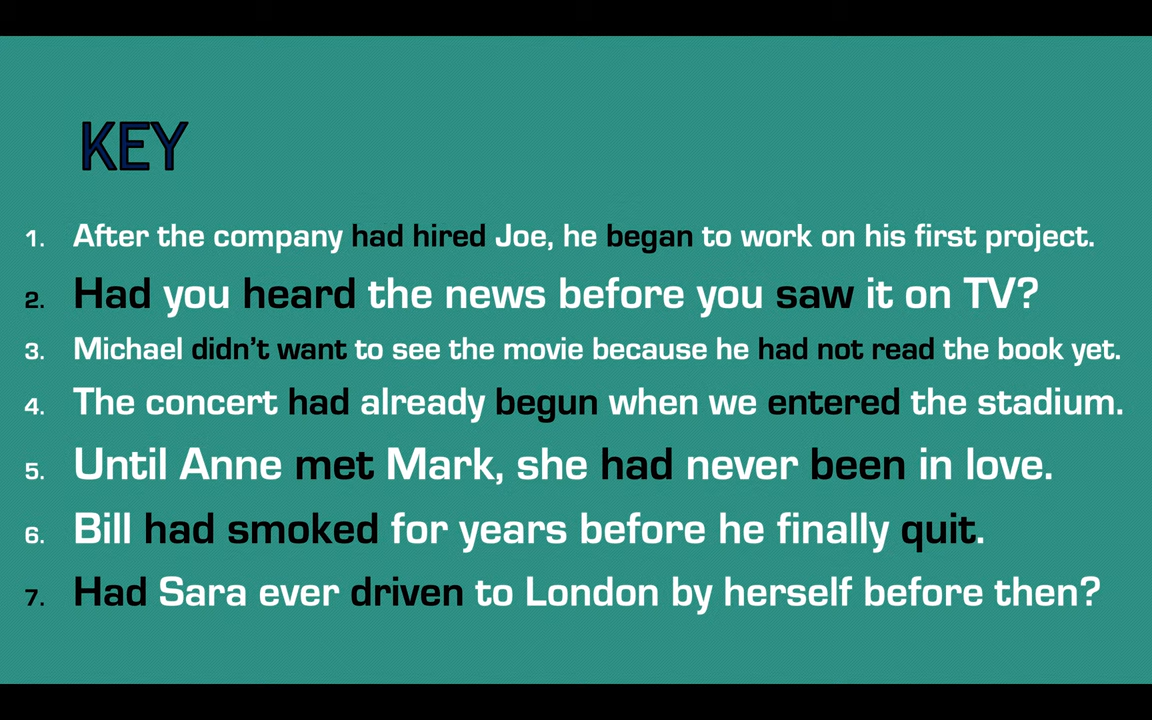 KEY
1. After the company had hired Joe, he began to work on his first project.
2. Had you heard the news before you saw it on TV?
3. Michael didn't want to see the movie because he had not read the book yet.
4. The concert had already begun when we entered the stadium.
5. Until Anne met Mark, she had never been in love.
6. Bill had smoked for years before he finally quit.
7. Had Sara ever driven to London by herself before then?